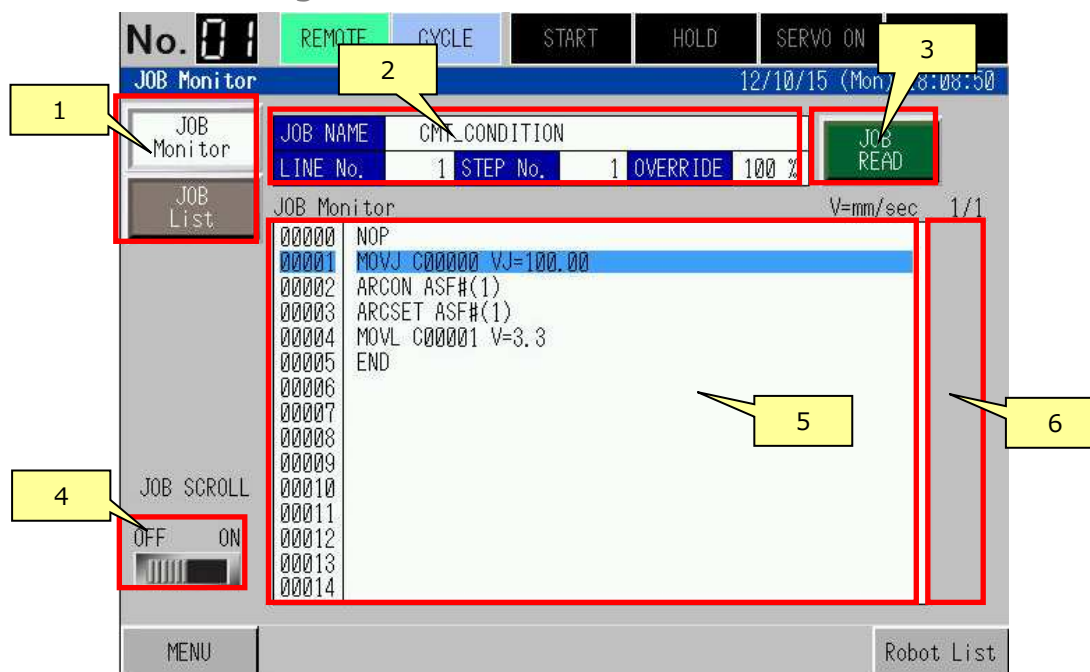 No. 01 REMOTE CYCLE START HOLD SERVO ON
JOB Monitor 12/10/15 (Mon) 18:08:50
1
2
3
JOB Monitor
JOB NAME CMT_CONDITION
JOB READ
LINE No. 1 STEP No. 1 OVERRIDE 100 %
JOB List
JOB Monitor V=mm/sec 1/1
00000 NOP
00001 MOVJ C00000 VJ=100.00
00002 ARCON ASF#(1)
00003 ARCSET ASF#(1)
00004 MOVL C00001 V=3.3
00005 END
00006
00007
00008
00009
00010
00011
00012
00013
00014
5
6
4
JOB SCROLL
OFF ON
MENU
Robot List